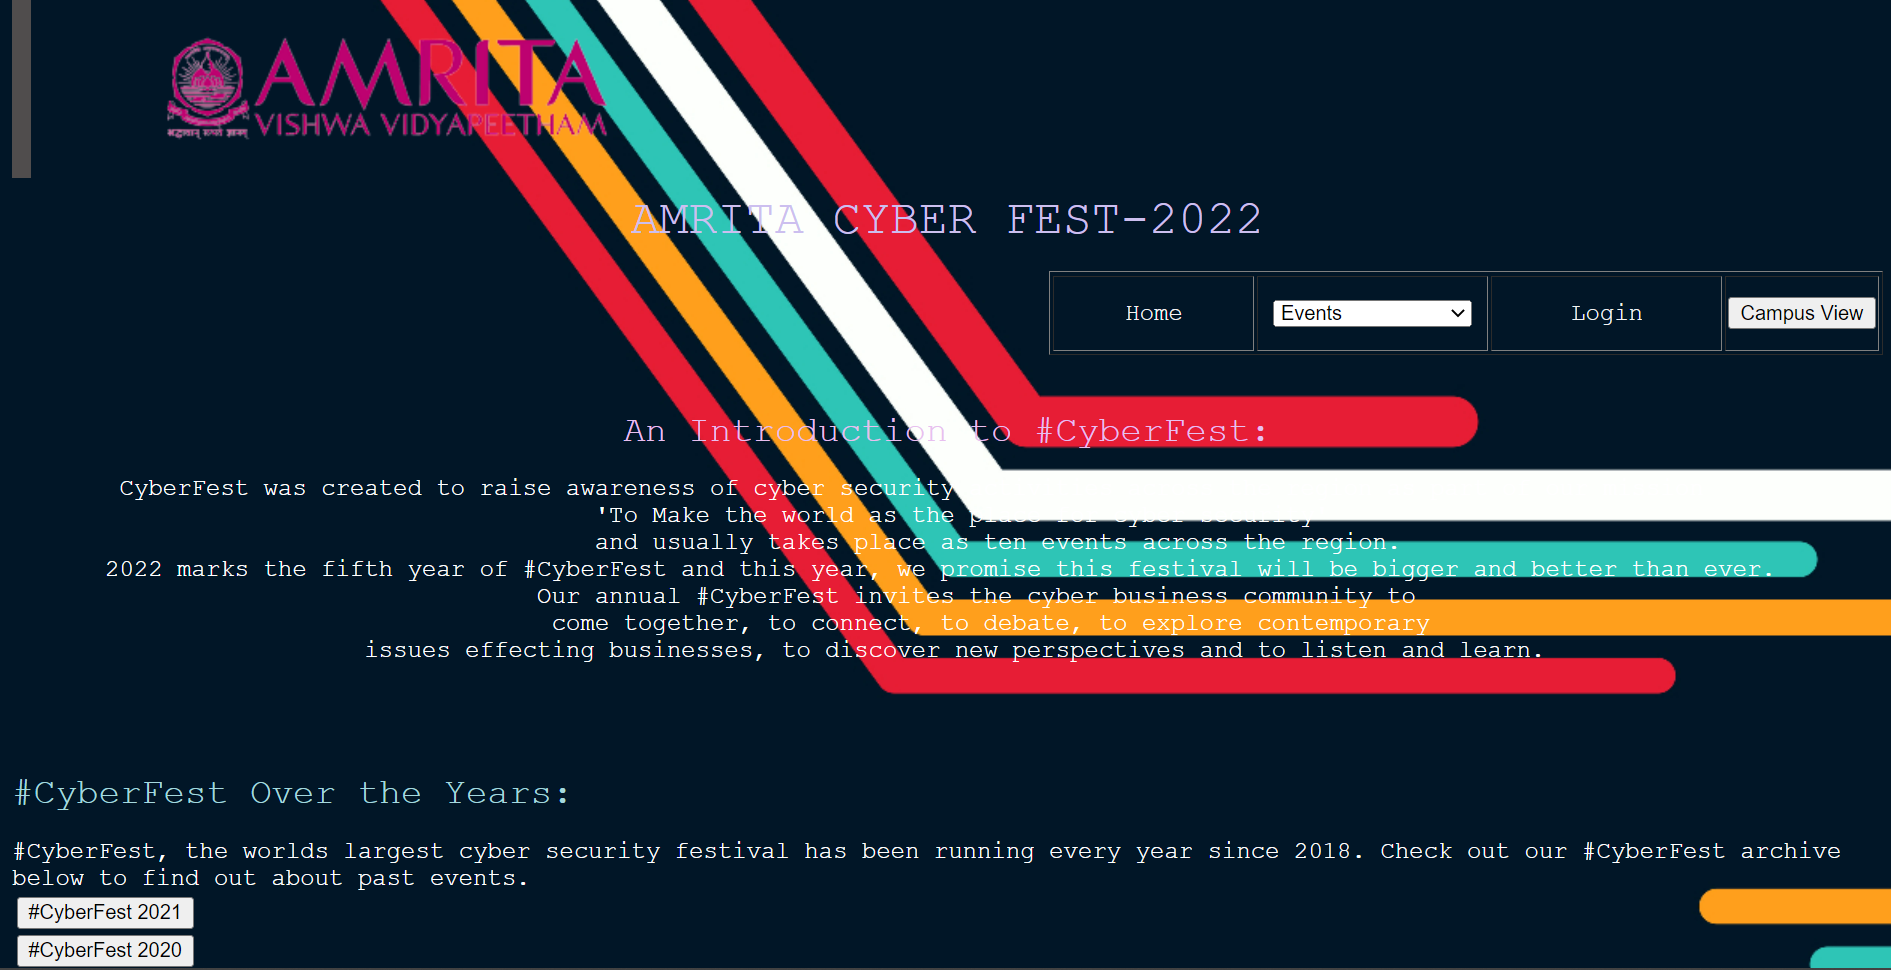 AMRITA
VISHWA VIDYAPEETHAM
AMRITA CYBER FEST-2022
Home
Events
Login
Campus View
An Introduction to #CyberFest:
CyberFest was created to raise awareness of cyber security
'To Make the world as the place for cyber security
and usually takes place as ten events across the region.
2022 marks the fifth year of #CyberFest and this year, we promise this festival will be bigger and better than ever.
Our annual #CyberFest invites the cyber business community to
come together, to connect, to debate, to explore contemporary
issues effecting businesses, to discover new perspectives and to listen and learn.
#CyberFest Over the Years:
#CyberFest, the worlds largest cyber security festival has been running every year since 2018. Check out our #CyberFest archive
below to find out about past events.
#CyberFest 2021
#CyberFest 2020